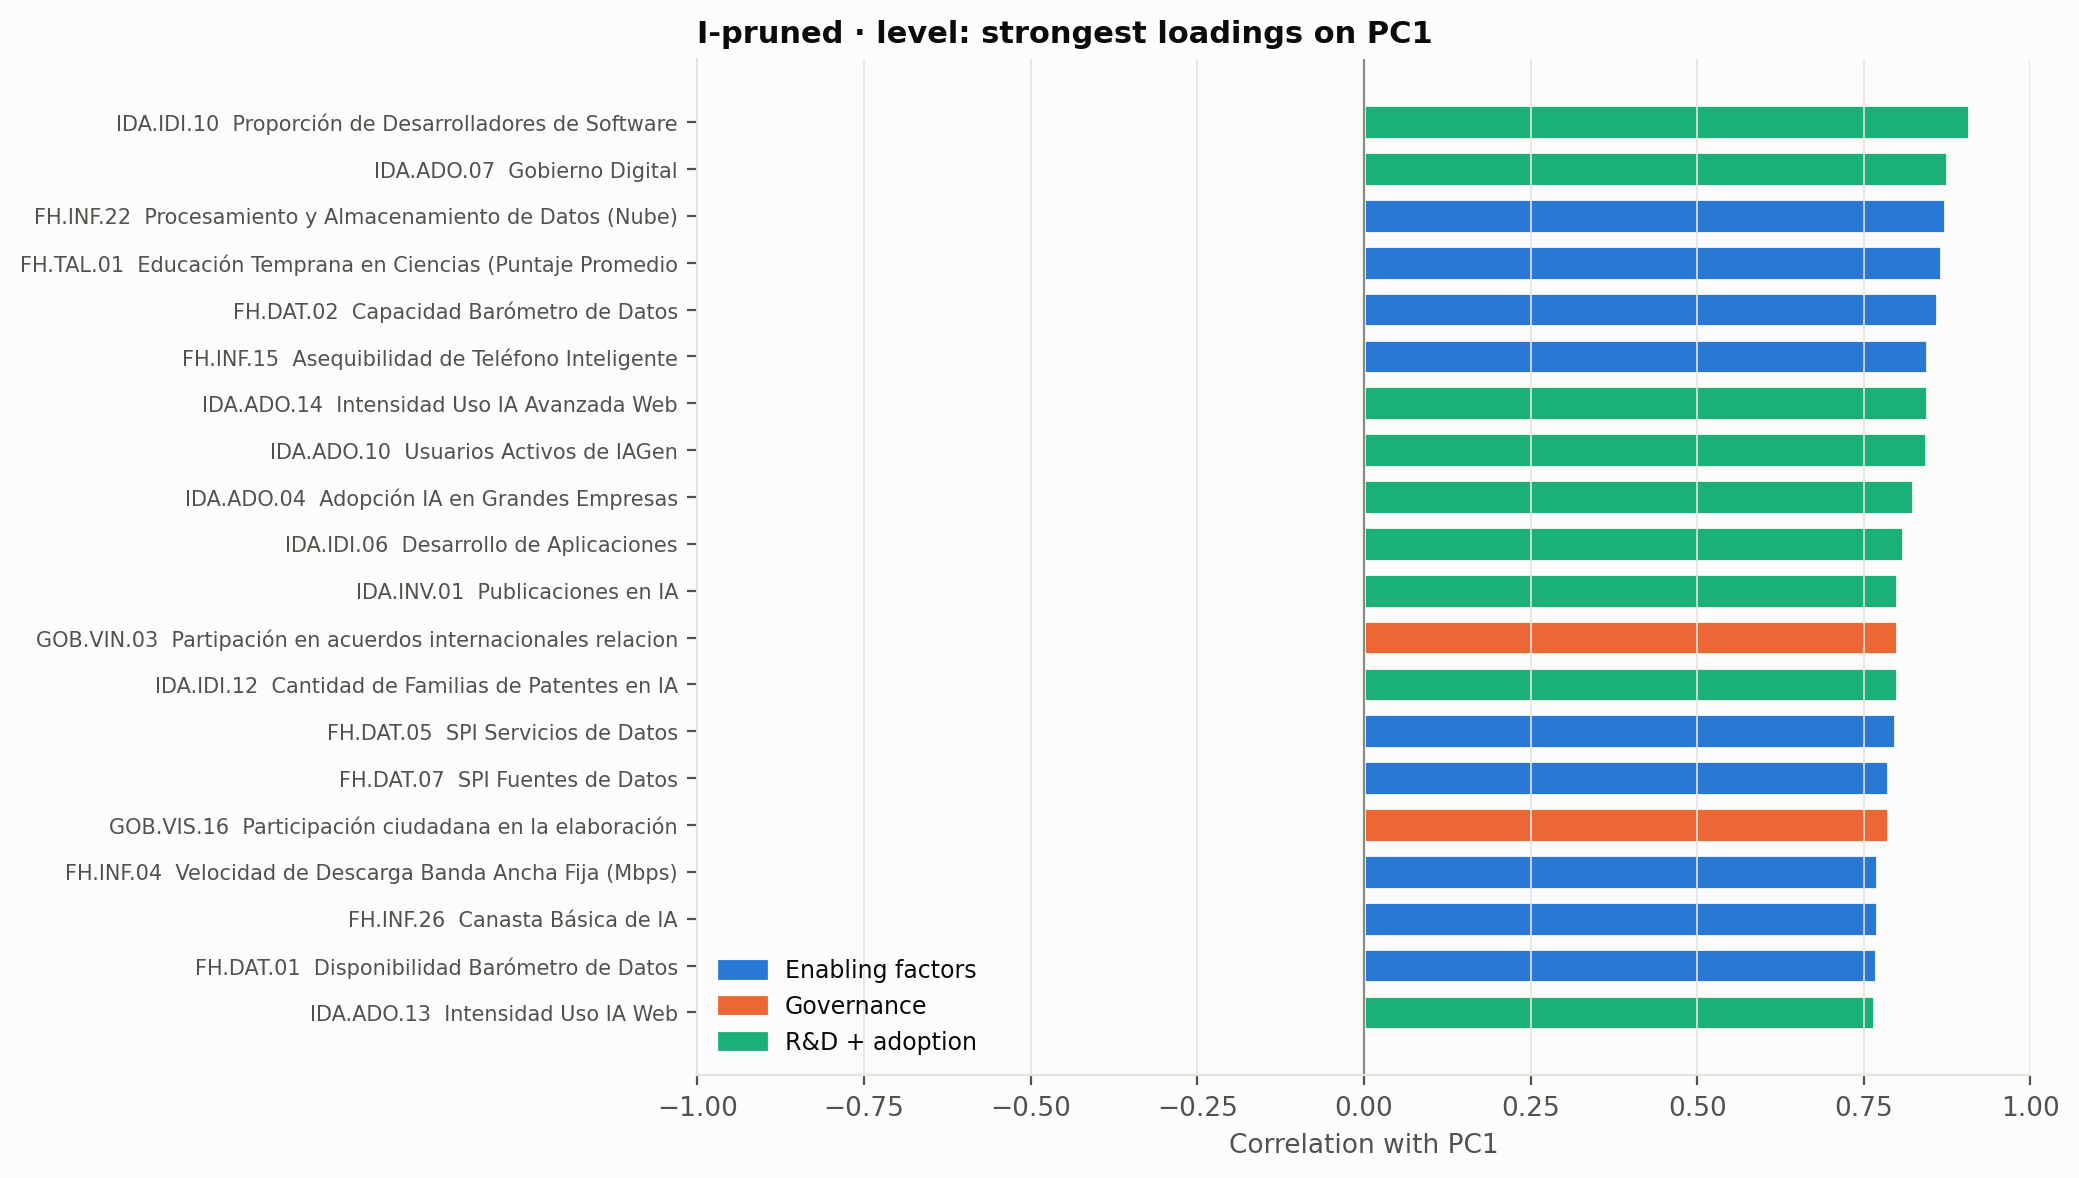 I-pruned · level: strongest loadings on PC1
IDA.IDI.10  Proporción de Desarrolladores de Software
IDA.ADO.07  Gobierno Digital
FH.INF.22  Procesamiento y Almacenamiento de Datos (Nube)
FH.TAL.01  Educación Temprana en Ciencias (Puntaje Promedio
FH.DAT.02  Capacidad Barómetro de Datos
FH.INF.15  Asequibilidad de Teléfono Inteligente
IDA.ADO.14  Intensidad Uso IA Avanzada Web
IDA.ADO.10  Usuarios Activos de IAGen
IDA.ADO.04  Adopción IA en Grandes Empresas
IDA.IDI.06  Desarrollo de Aplicaciones
IDA.INV.01  Publicaciones en IA
GOB.VIN.03  Partipación en acuerdos internacionales relacion
IDA.IDI.12  Cantidad de Familias de Patentes en IA
FH.DAT.05  SPI Servicios de Datos
FH.DAT.07  SPI Fuentes de Datos
GOB.VIS.16  Participación ciudadana en la elaboración
FH.INF.04  Velocidad de Descarga Banda Ancha Fija (Mbps)
FH.INF.26  Canasta Básica de IA
FH.DAT.01  Disponibilidad Barómetro de Datos
IDA.ADO.13  Intensidad Uso IA Web
Enabling factors
Governance
R&D + adoption
−1.00 −0.75 −0.50 −0.25 0.00 0.25 0.50 0.75 1.00
Correlation with PC1